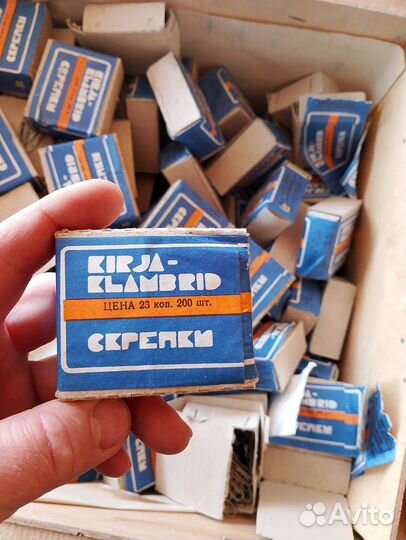 KIRJA-
KLAMBRID
ЦЕНА 23 коп. 200 шт.
СКРЕПКИ
Avito